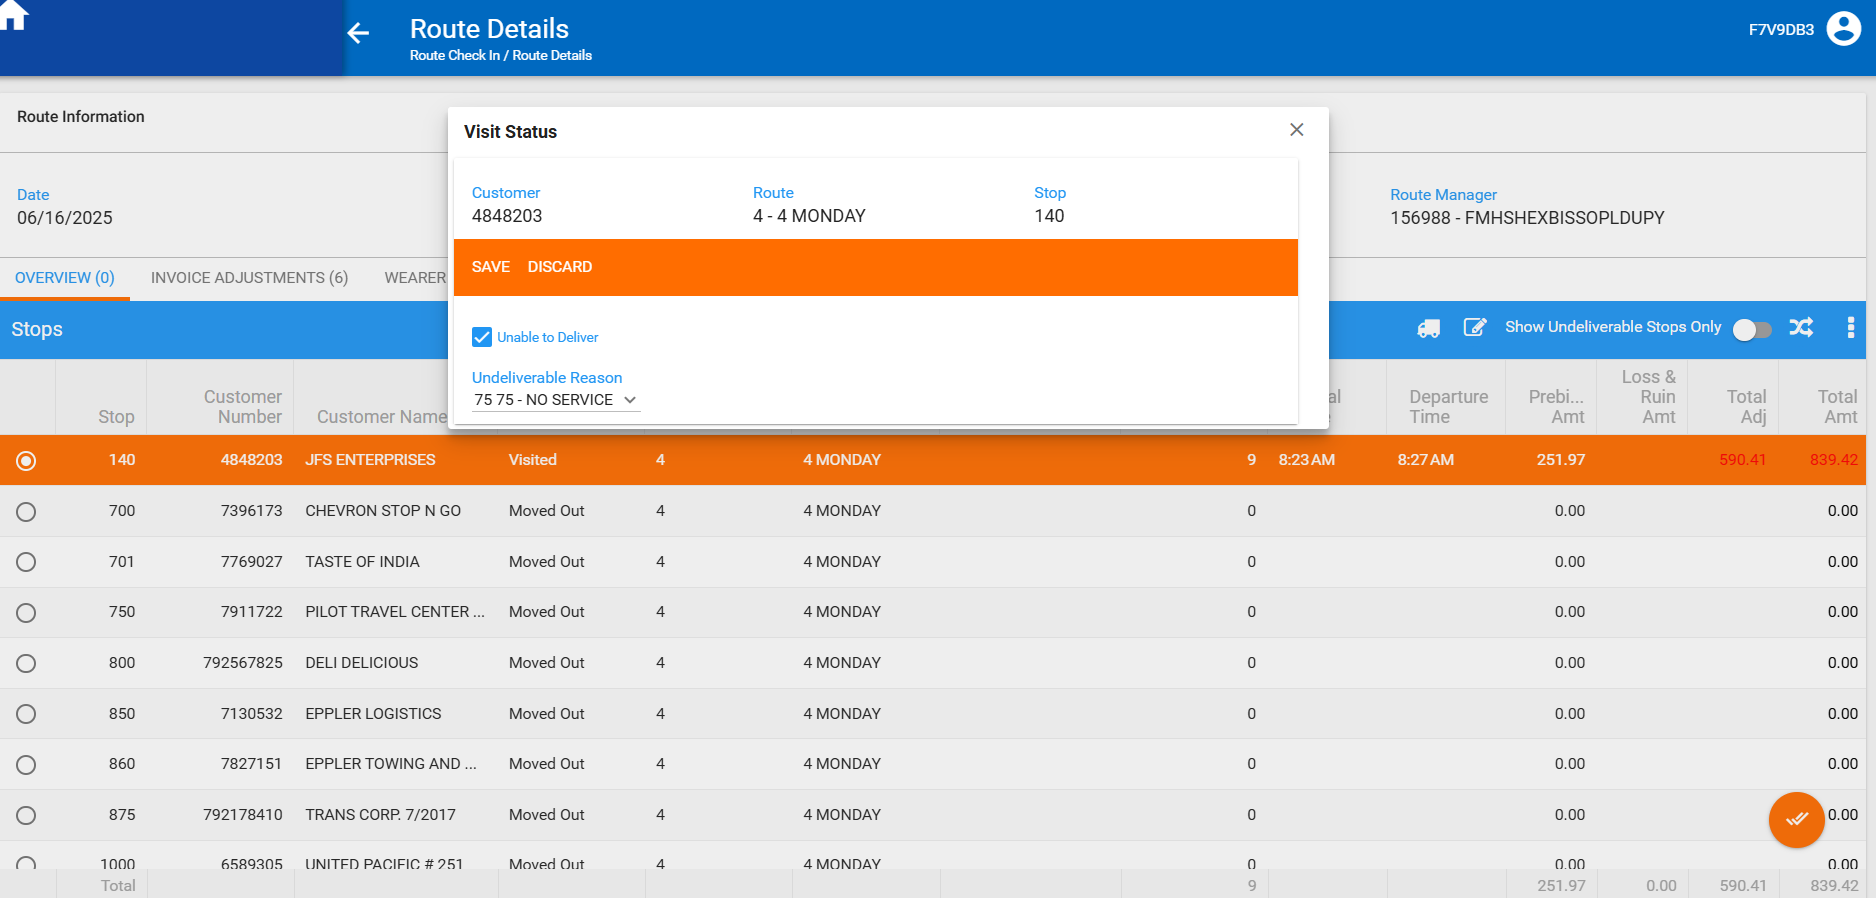 Route Details
Route Check In / Route Details
F7V9DB3
Route Information
Date
06/16/2025
Route Manager
156988 - FMHSHEXBISSOPLDUPY
Visit Status
Customer
4848203
Route
4 - 4 MONDAY
Stop
140
SAVE DISCARD
Unable to Deliver
Undeliverable Reason
75 75 - NO SERVICE
OVERVIEW (0) INVOICE ADJUSTMENTS (6) WEARER
Stops
Show Undeliverable Stops Only
Stop Customer Number Customer Name Departure Time Prebi... Amt Loss & Ruin Amt Total Adj Total Amt
140 4848203 JFS ENTERPRISES Visited 4 4 MONDAY 9 8:23 AM 8:27 AM 251.97 590.41 839.42
700 7396173 CHEVRON STOP N GO Moved Out 4 4 MONDAY 0 0.00 0.00
701 7769027 TASTE OF INDIA Moved Out 4 4 MONDAY 0 0.00 0.00
750 7911722 PILOT TRAVEL CENTER ... Moved Out 4 4 MONDAY 0 0.00 0.00
800 792567825 DELI DELICIOUS Moved Out 4 4 MONDAY 0 0.00 0.00
850 7130532 EPPLER LOGISTICS Moved Out 4 4 MONDAY 0 0.00 0.00
860 7827151 EPPLER TOWING AND ... Moved Out 4 4 MONDAY 0 0.00 0.00
875 792178410 TRANS CORP. 7/2017 Moved Out 4 4 MONDAY 0 0.00 0.00
1000 6589305 UNITED PACIFIC # 251 Moved Out 4 4 MONDAY 0 0.00 0.00
Total 9 251.97 0.00 590.41 839.42